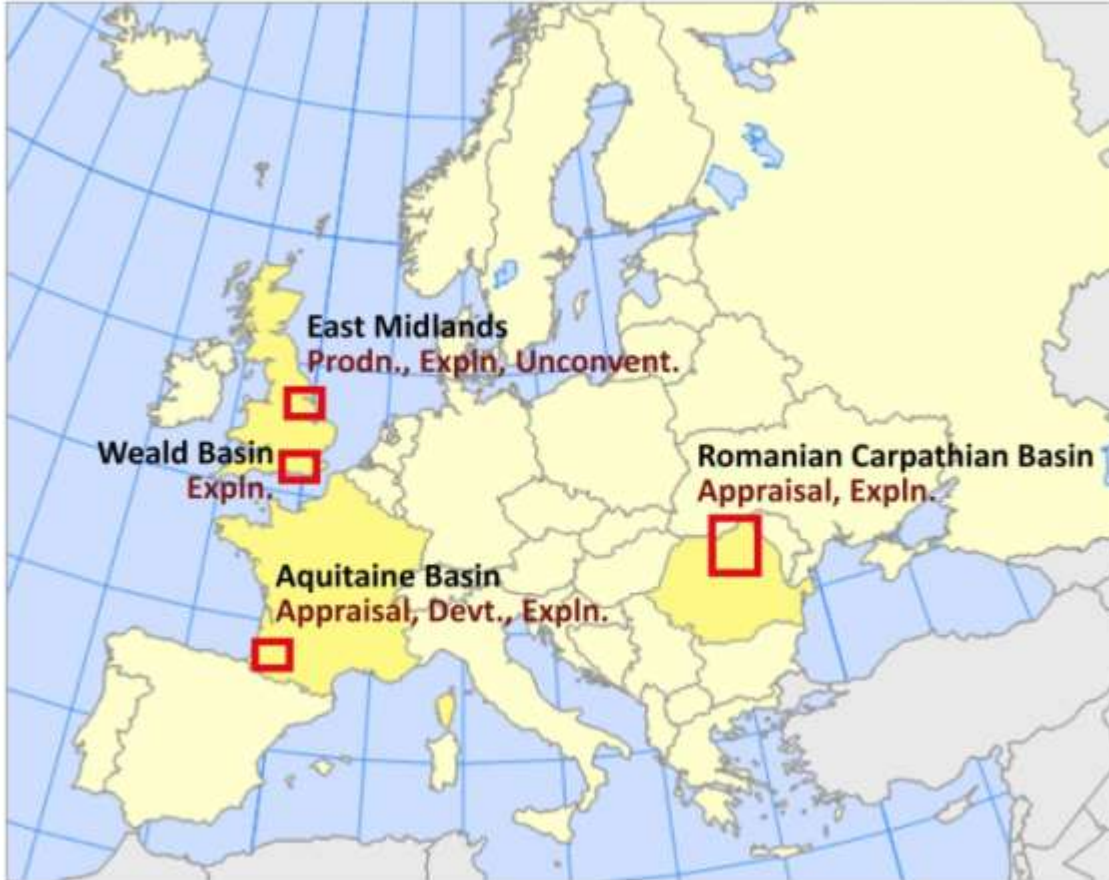 East Midlands
Prodn., Expln, Unconvent.
Weald Basin
Expln.
Romanian Carpathian Basin
Appraisal, Expln.
Aquitaine Basin
Appraisal, Devt., Expln.